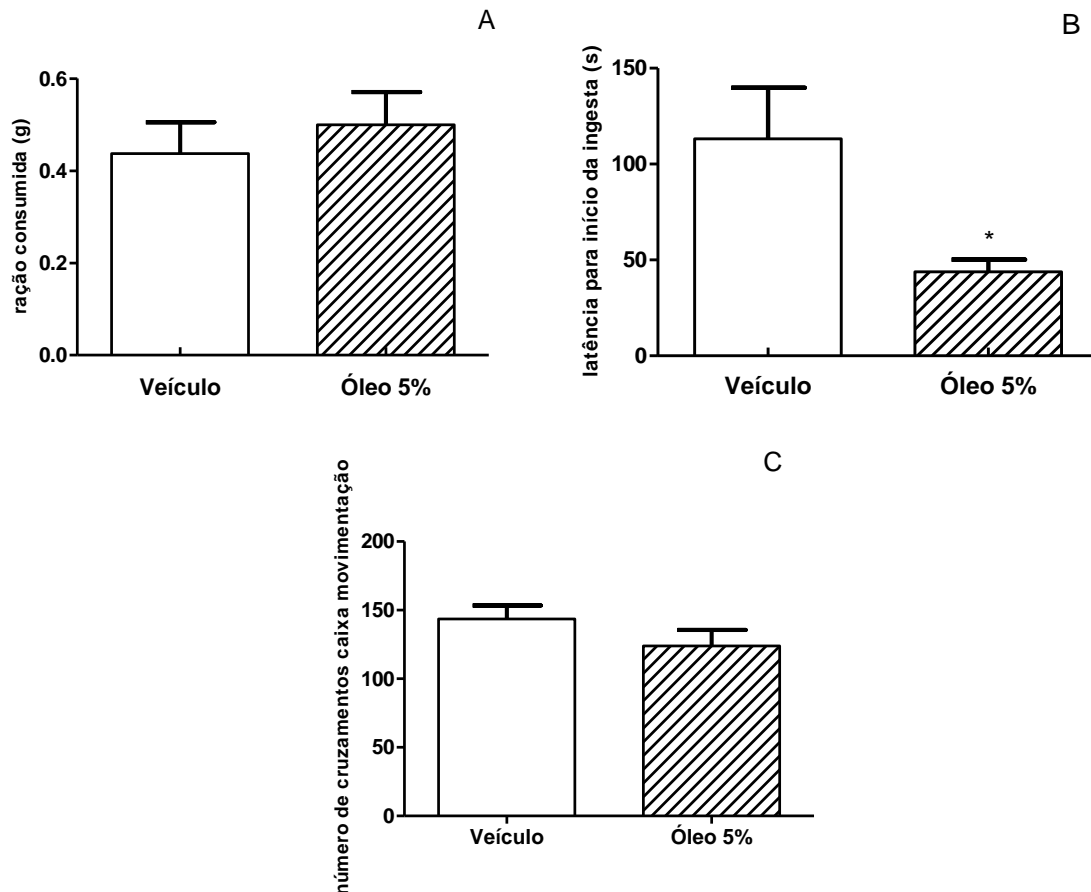 A
ração consumida (g)
0.6
0.4
0.2
0.0
Veículo
Óleo 5%
B
latência para início da ingesta (s)
150
100
50
0
*
Veículo
Óleo 5%
C
número de cruzamentos caixa movimentação
200
150
100
50
0
Veículo
Óleo 5%